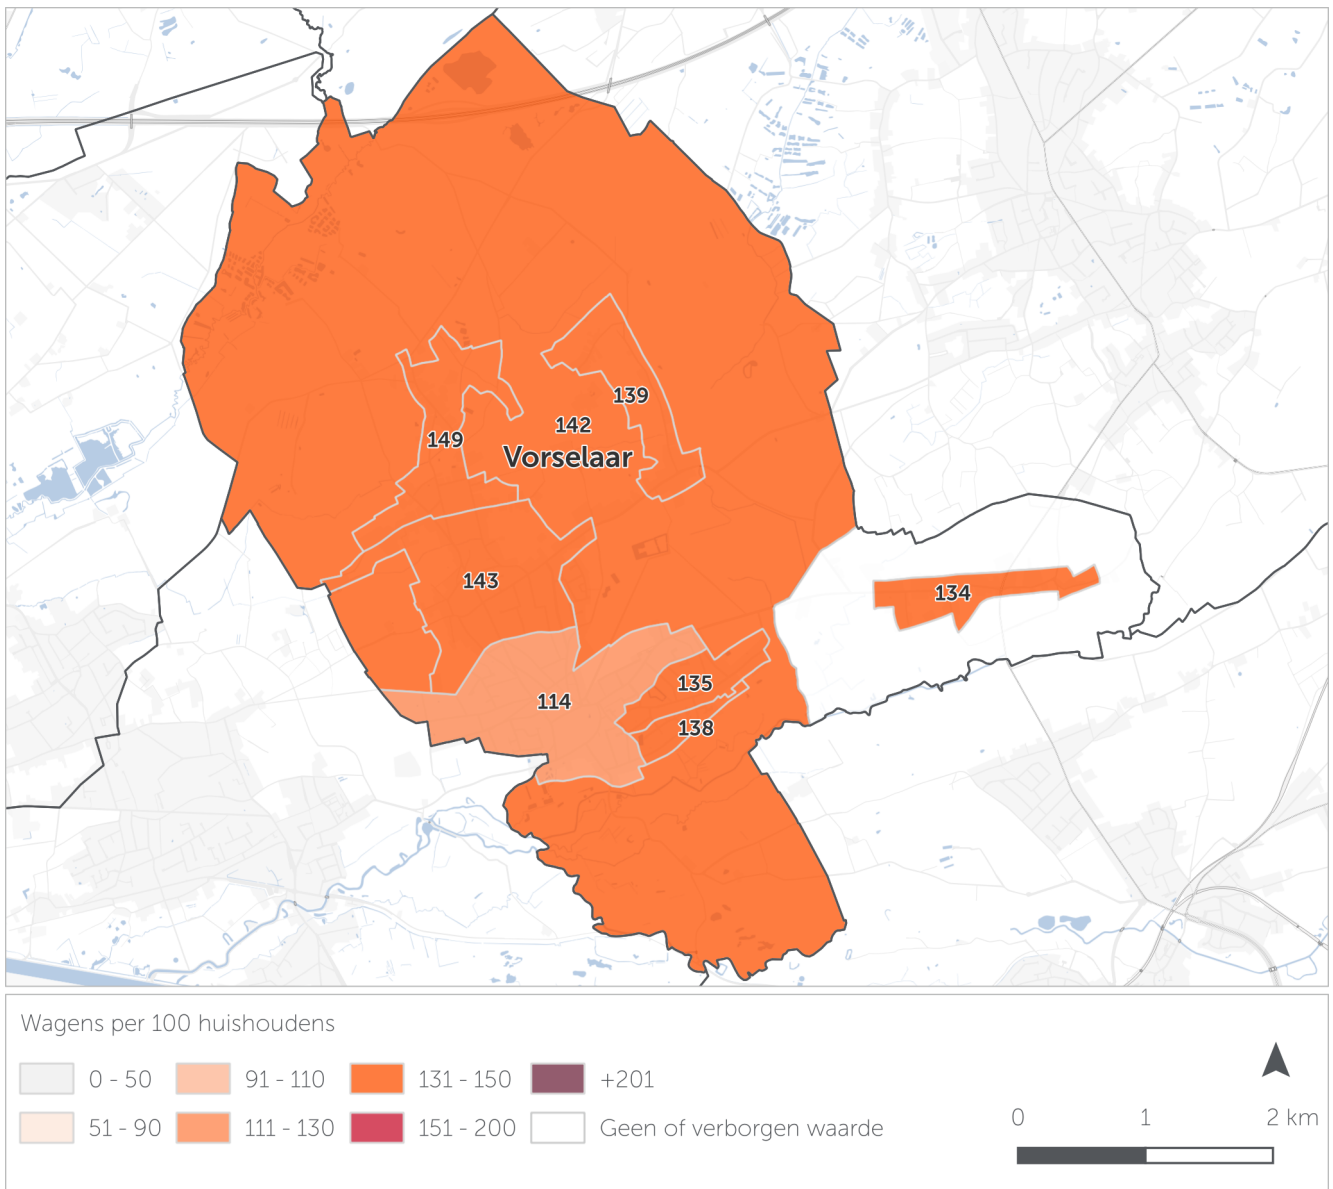 139
142
149
Vorselaar
143
134
135
114
138
Wagens per 100 huishoudens
0 - 50
91 - 110
131 - 150
+201
51 - 90
111 - 130
151 - 200
Geen of verborgen waarde
0 1 2 km